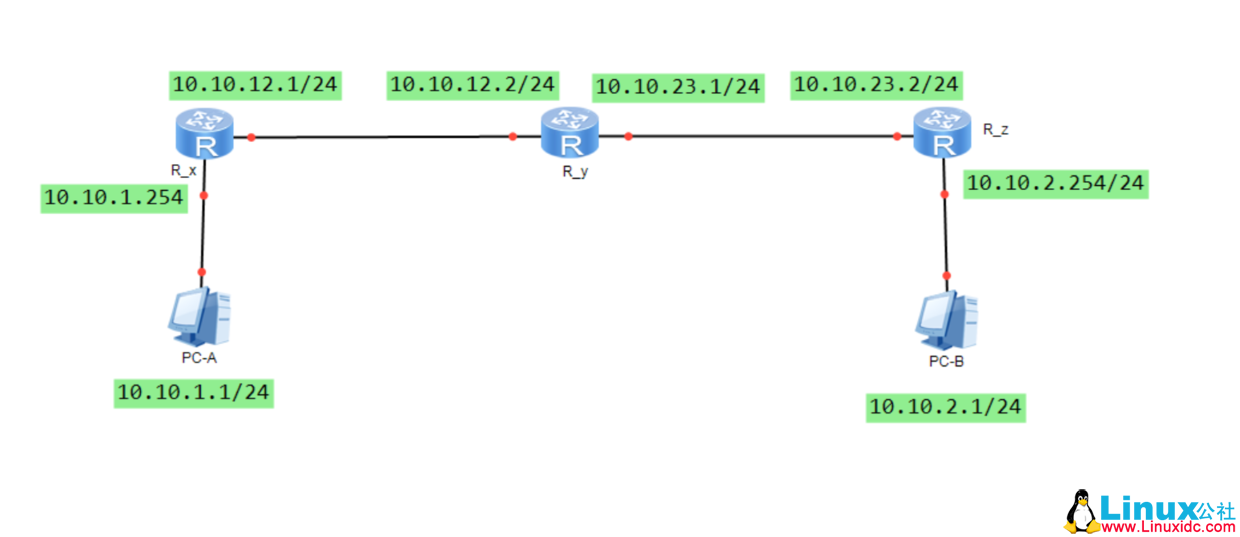 10.10.12.1/24
10.10.12.2/24
10.10.23.1/24
10.10.23.2/24
R
R
R
R_z
R_x
R_y
10.10.1.254
10.10.2.254/24
PC-A
PC-B
10.10.1.1/24
10.10.2.1/24
Linux公社
www.Linuxidc.com